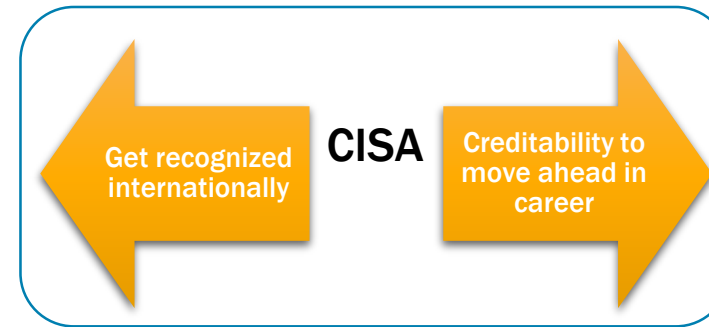 Get recognized
internationally
CISA
Creditability to
move ahead in
career